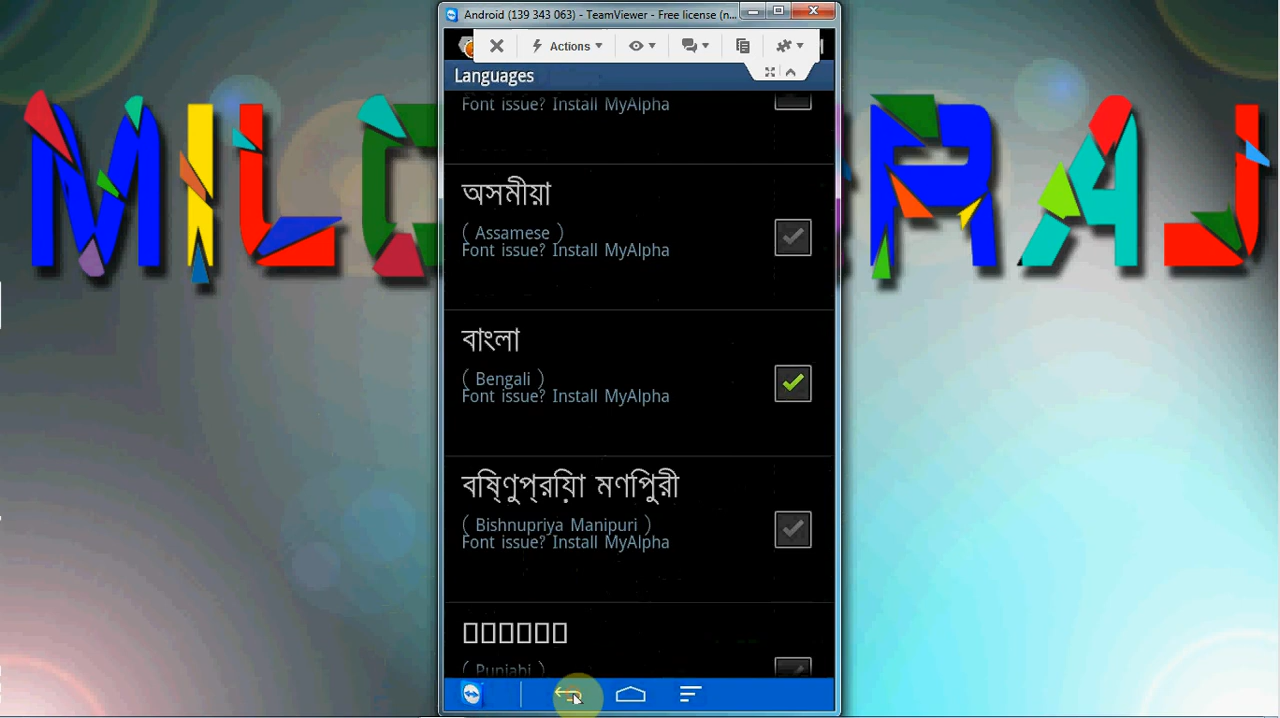 Android (139 343 063) - TeamViewer - Free license (n...
Actions
Languages
Font issue? Install MyAlpha
অসমীয়া
( Assamese )
Font issue? Install MyAlpha
বাংলা
( Bengali )
Font issue? Install MyAlpha
বিষ্ণুপ্রিয়া মণিপুরী
( Bishnupriya Manipuri )
Font issue? Install MyAlpha
( Punjabi )